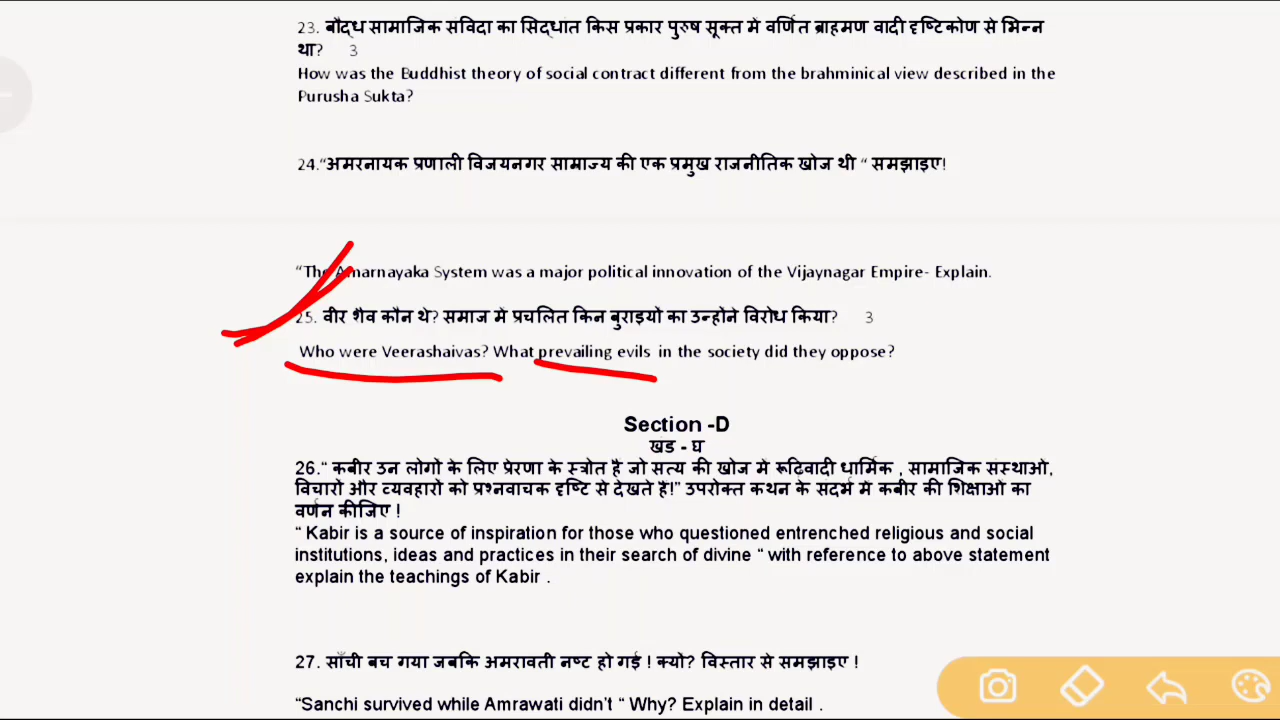 23. बौद्ध सामाजिक संविदा का सिद्धांत किस प्रकार पुरुष सूक्त में वर्णित ब्राहमण वादी दृष्टिकोण से भिन्न
था? 3
How was the Buddhist theory of social contract different from the brahminical view described in the
Purusha Sukta?
24."अमरनायक प्रणाली विजयनगर साम्राज्य की एक प्रमुख राजनीतिक खोज थी " समझाइए!
"The Amarnayaka System was a major political innovation of the Vijaynagar Empire- Explain.
25. वीर शैव कौन थे? समाज में प्रचलित किन बुराइयों का उन्होंने विरोध किया? 3
Who were Veerashaivas? What prevailing evils in the society did they oppose?
Section -D
खंड - घ
26." कबीर उन लोगों के लिए प्रेरणा के स्त्रोत हैं जो सत्य की खोज में रूढ़िवादी धार्मिक , सामाजिक संस्थाओं,
विचारों और व्यवहारों को प्रश्नवाचक दृष्टि से देखते हैं!" उपरोक्त कथन के संदर्भ में कबीर की शिक्षाओं का
वर्णन कीजिए !
" Kabir is a source of inspiration for those who questioned entrenched religious and social
institutions, ideas and practices in their search of divine " with reference to above statement
explain the teachings of Kabir .
27. साँची बच गया जबकि अमरावती नष्ट हो गई ! क्यों? विस्तार से समझाइए !
"Sanchi survived while Amrawati didn't " Why? Explain in detail .